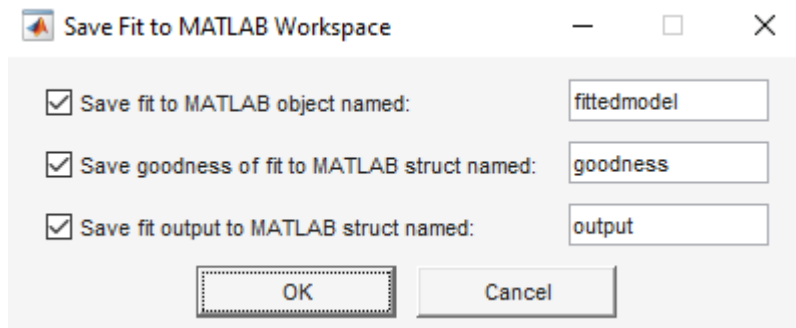 Save Fit to MATLAB Workspace
Save fit to MATLAB object named: fittedmodel
Save goodness of fit to MATLAB struct named: goodness
Save fit output to MATLAB struct named: output
OK Cancel